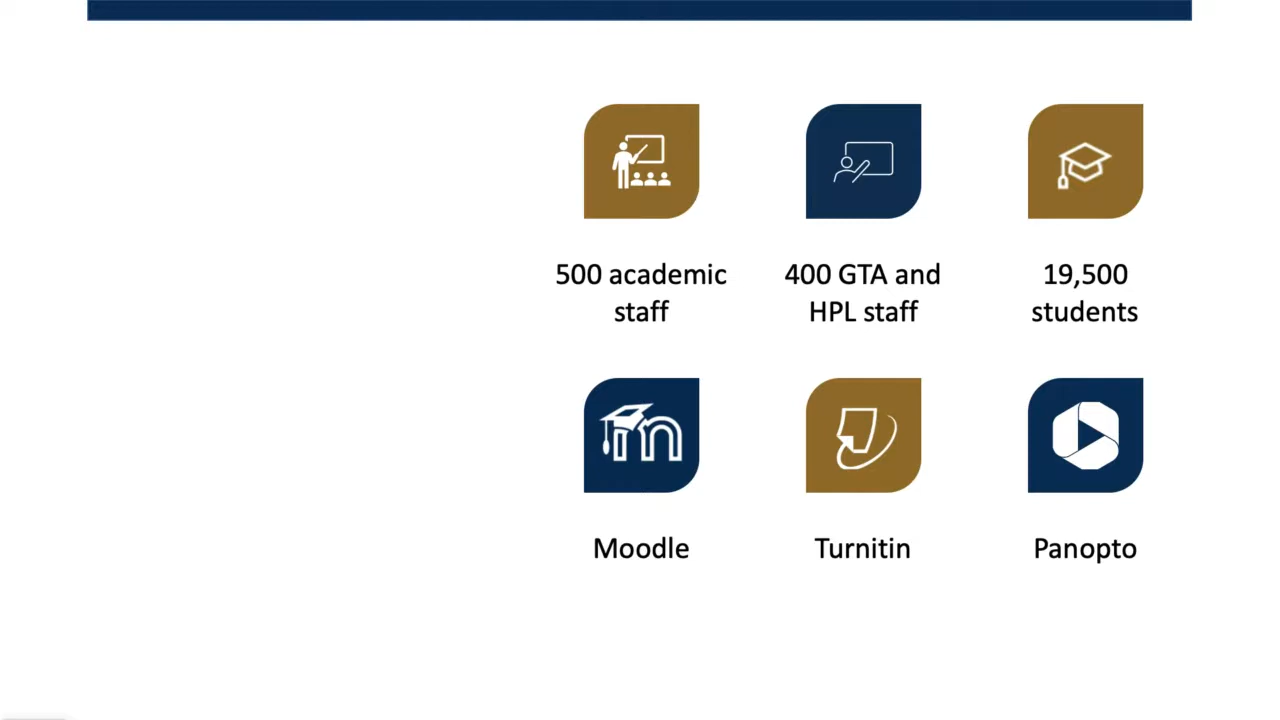 500 academic
staff
400 GTA and
HPL staff
19,500
students
Moodle
Turnitin
Panopto